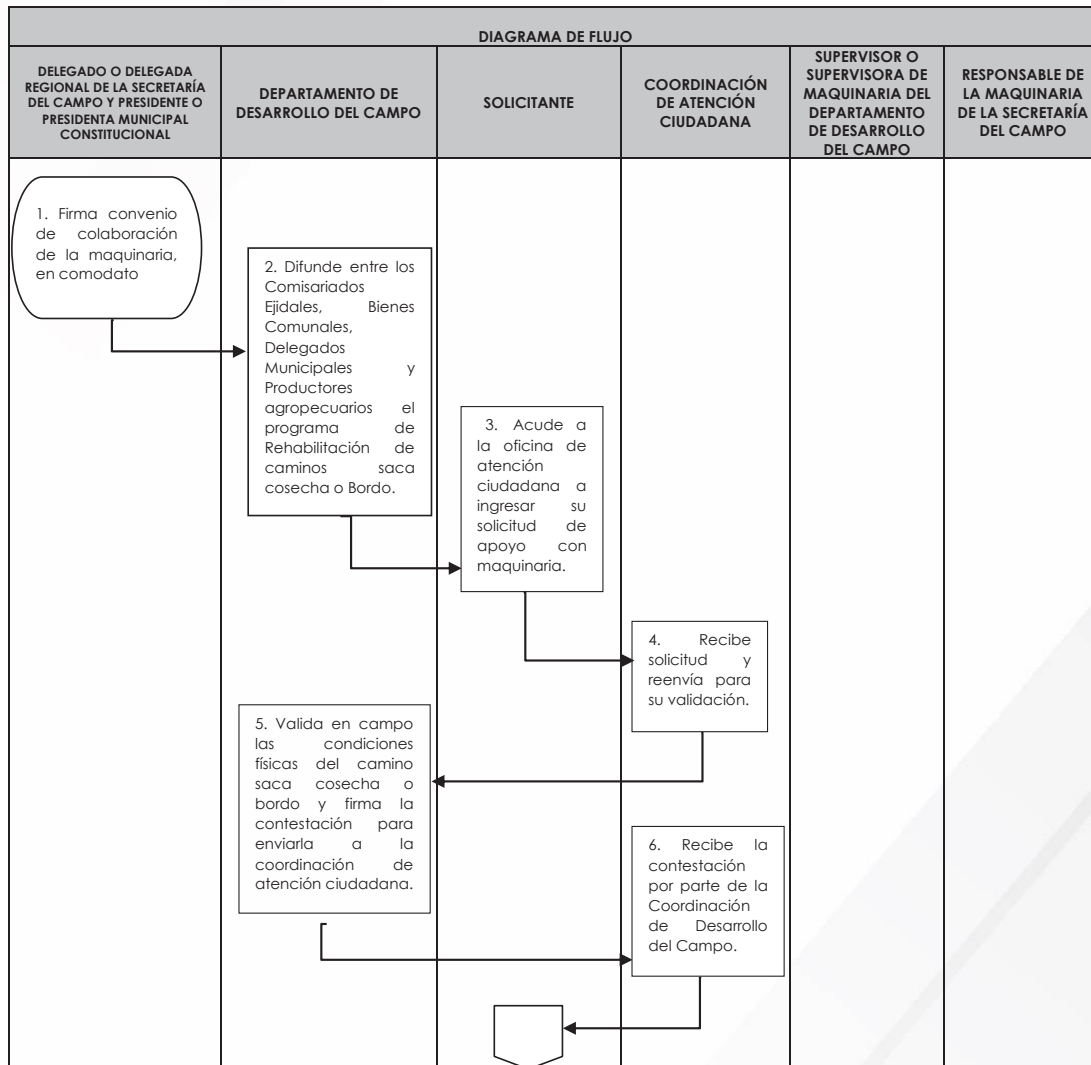 DIAGRAMA DE FLUJO
DELEGADO O DELEGADA
REGIONAL DE LA SECRETARÍA
DEL CAMPO Y PRESIDENTE O
PRESIDENTA MUNICIPAL
CONSTITUCIONAL
DEPARTAMENTO DE
DESARROLLO DEL CAMPO
SOLICITANTE
COORDINACIÓN
DE ATENCIÓN
CIUDADANA
SUPERVISOR O
SUPERVISORA DE
MAQUINARIA DEL
DEPARTAMENTO
DE DESARROLLO
DEL CAMPO
RESPONSABLE DE
LA MAQUINARIA
DE LA SECRETARÍA
DEL CAMPO
1. Firma convenio
de colaboración
de la maquinaria,
en comodato
2. Difunde entre los
Comisariados
Ejidales, Bienes
Comunales,
Delegados
Municipales y
Productores
agropecuarios el
programa de
Rehabilitación de
caminos saca
cosecha o Bordo.
3. Acude a
la oficina de
atención
ciudadana a
ingresar su
solicitud de
apoyo con
maquinaria.
4. Recibe
solicitud y
reenvía para
su validación.
5. Valida en campo
las condiciones
físicas del camino
saca cosecha o
bordo y firma la
contestación para
enviarla a la
coordinación de
atención ciudadana.
6. Recibe la
contestación
por parte de la
Coordinación
de Desarrollo
del Campo.